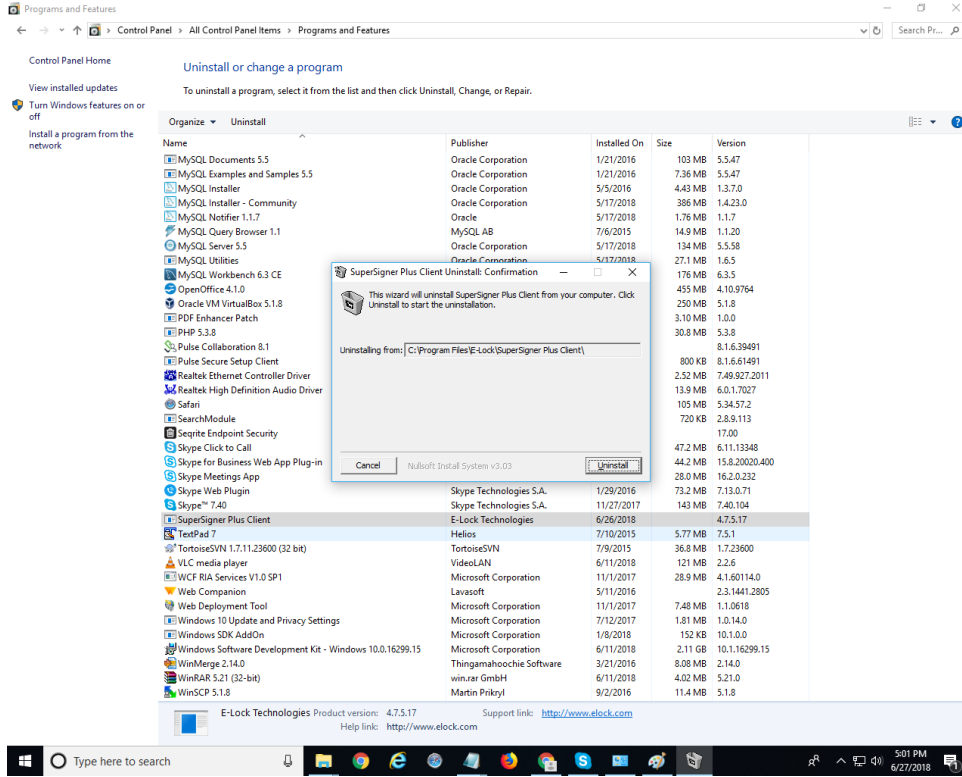 Programs and Features
Control Panel > All Control Panel Items > Programs and Features
Search Pr...
Control Panel Home
View installed updates
Turn Windows features on or off
Install a program from the network
Uninstall or change a program
To uninstall a program, select it from the list and then click Uninstall, Change, or Repair.
Organize Uninstall
Name Publisher Installed On Size Version
MySQL Documents 5.5 Oracle Corporation 1/21/2016 103 MB 5.5.47
MySQL Examples and Samples 5.5 Oracle Corporation 1/21/2016 7.36 MB 5.5.47
MySQL Installer Oracle Corporation 5/5/2016 4.43 MB 1.3.7.0
MySQL Installer - Community Oracle Corporation 5/17/2018 386 MB 1.4.23.0
MySQL Notifier 1.1.7 Oracle 5/17/2018 1.76 MB 1.1.7
MySQL Query Browser 1.1 MySQL AB 7/6/2015 14.9 MB 1.1.20
MySQL Server 5.5 Oracle Corporation 5/17/2018 134 MB 5.5.58
MySQL Utilities Oracle Corporation 5/17/2018 27.1 MB 1.6.5
MySQL Workbench 6.3 CE 176 MB 6.3.5
OpenOffice 4.1.0 455 MB 4.10.9764
Oracle VM VirtualBox 5.1.8 250 MB 5.1.8
PDF Enhancer Patch 3.10 MB 1.0.0
PHP 5.3.8 30.8 MB 5.3.8
Pulse Collaboration 8.1 8.1.6.39491
Pulse Secure Setup Client 800 KB 8.1.6.61491
Realtek Ethernet Controller Driver 2.52 MB 7.49.927.2011
Realtek High Definition Audio Driver 13.9 MB 6.0.1.7027
Safari 105 MB 5.34.57.2
SearchModule 720 KB 2.8.9.113
Seqrite Endpoint Security 17.00
Skype Click to Call 47.2 MB 6.11.13348
Skype for Business Web App Plug-in 44.2 MB 15.8.20020.400
Skype Meetings App 28.0 MB 16.2.0.232
Skype Web Plugin Skype Technologies S.A. 1/29/2016 73.2 MB 7.13.0.71
Skype™ 7.40 Skype Technologies S.A. 11/27/2017 143 MB 7.40.104
SuperSigner Plus Client E-Lock Technologies 6/26/2018 4.7.5.17
TextPad 7 Helios 7/10/2015 5.77 MB 7.5.1
TortoiseSVN 1.7.11.23600 (32 bit) TortoiseSVN 7/9/2015 36.8 MB 1.7.23600
VLC media player VideoLAN 6/11/2018 121 MB 2.2.6
WCF RIA Services V1.0 SP1 Microsoft Corporation 11/1/2017 28.9 MB 4.1.60114.0
Web Companion Lavasoft 5/11/2016 2.3.1441.2805
Web Deployment Tool Microsoft Corporation 11/1/2017 7.48 MB 1.1.0618
Windows 10 Update and Privacy Settings Microsoft Corporation 7/12/2017 1.81 MB 1.0.14.0
Windows SDK AddOn Microsoft Corporation 1/8/2018 152 KB 10.1.0.0
Windows Software Development Kit - Windows 10.0.16299.15 Microsoft Corporation 6/11/2018 2.11 GB 10.1.16299.15
WinMerge 2.14.0 Thingamahoochie Software 3/21/2016 8.08 MB 2.14.0
WinRAR 5.21 (32-bit) win.rar GmbH 6/11/2018 4.02 MB 5.21.0
WinSCP 5.1.8 Martin Prikryl 9/2/2016 11.4 MB 5.1.8
SuperSigner Plus Client Uninstall: Confirmation
This wizard will uninstall SuperSigner Plus Client from your computer. Click
Uninstall to start the uninstallation.
Uninstalling from: C:\Program Files\E-Lock\SuperSigner Plus Client\
Cancel Nullsoft Install System v3.03 Uninstall
E-Lock Technologies Product version: 4.7.5.17 Support link: http://www.elock.com
Help link: http://www.elock.com
Type here to search
5:01 PM
6/27/2018